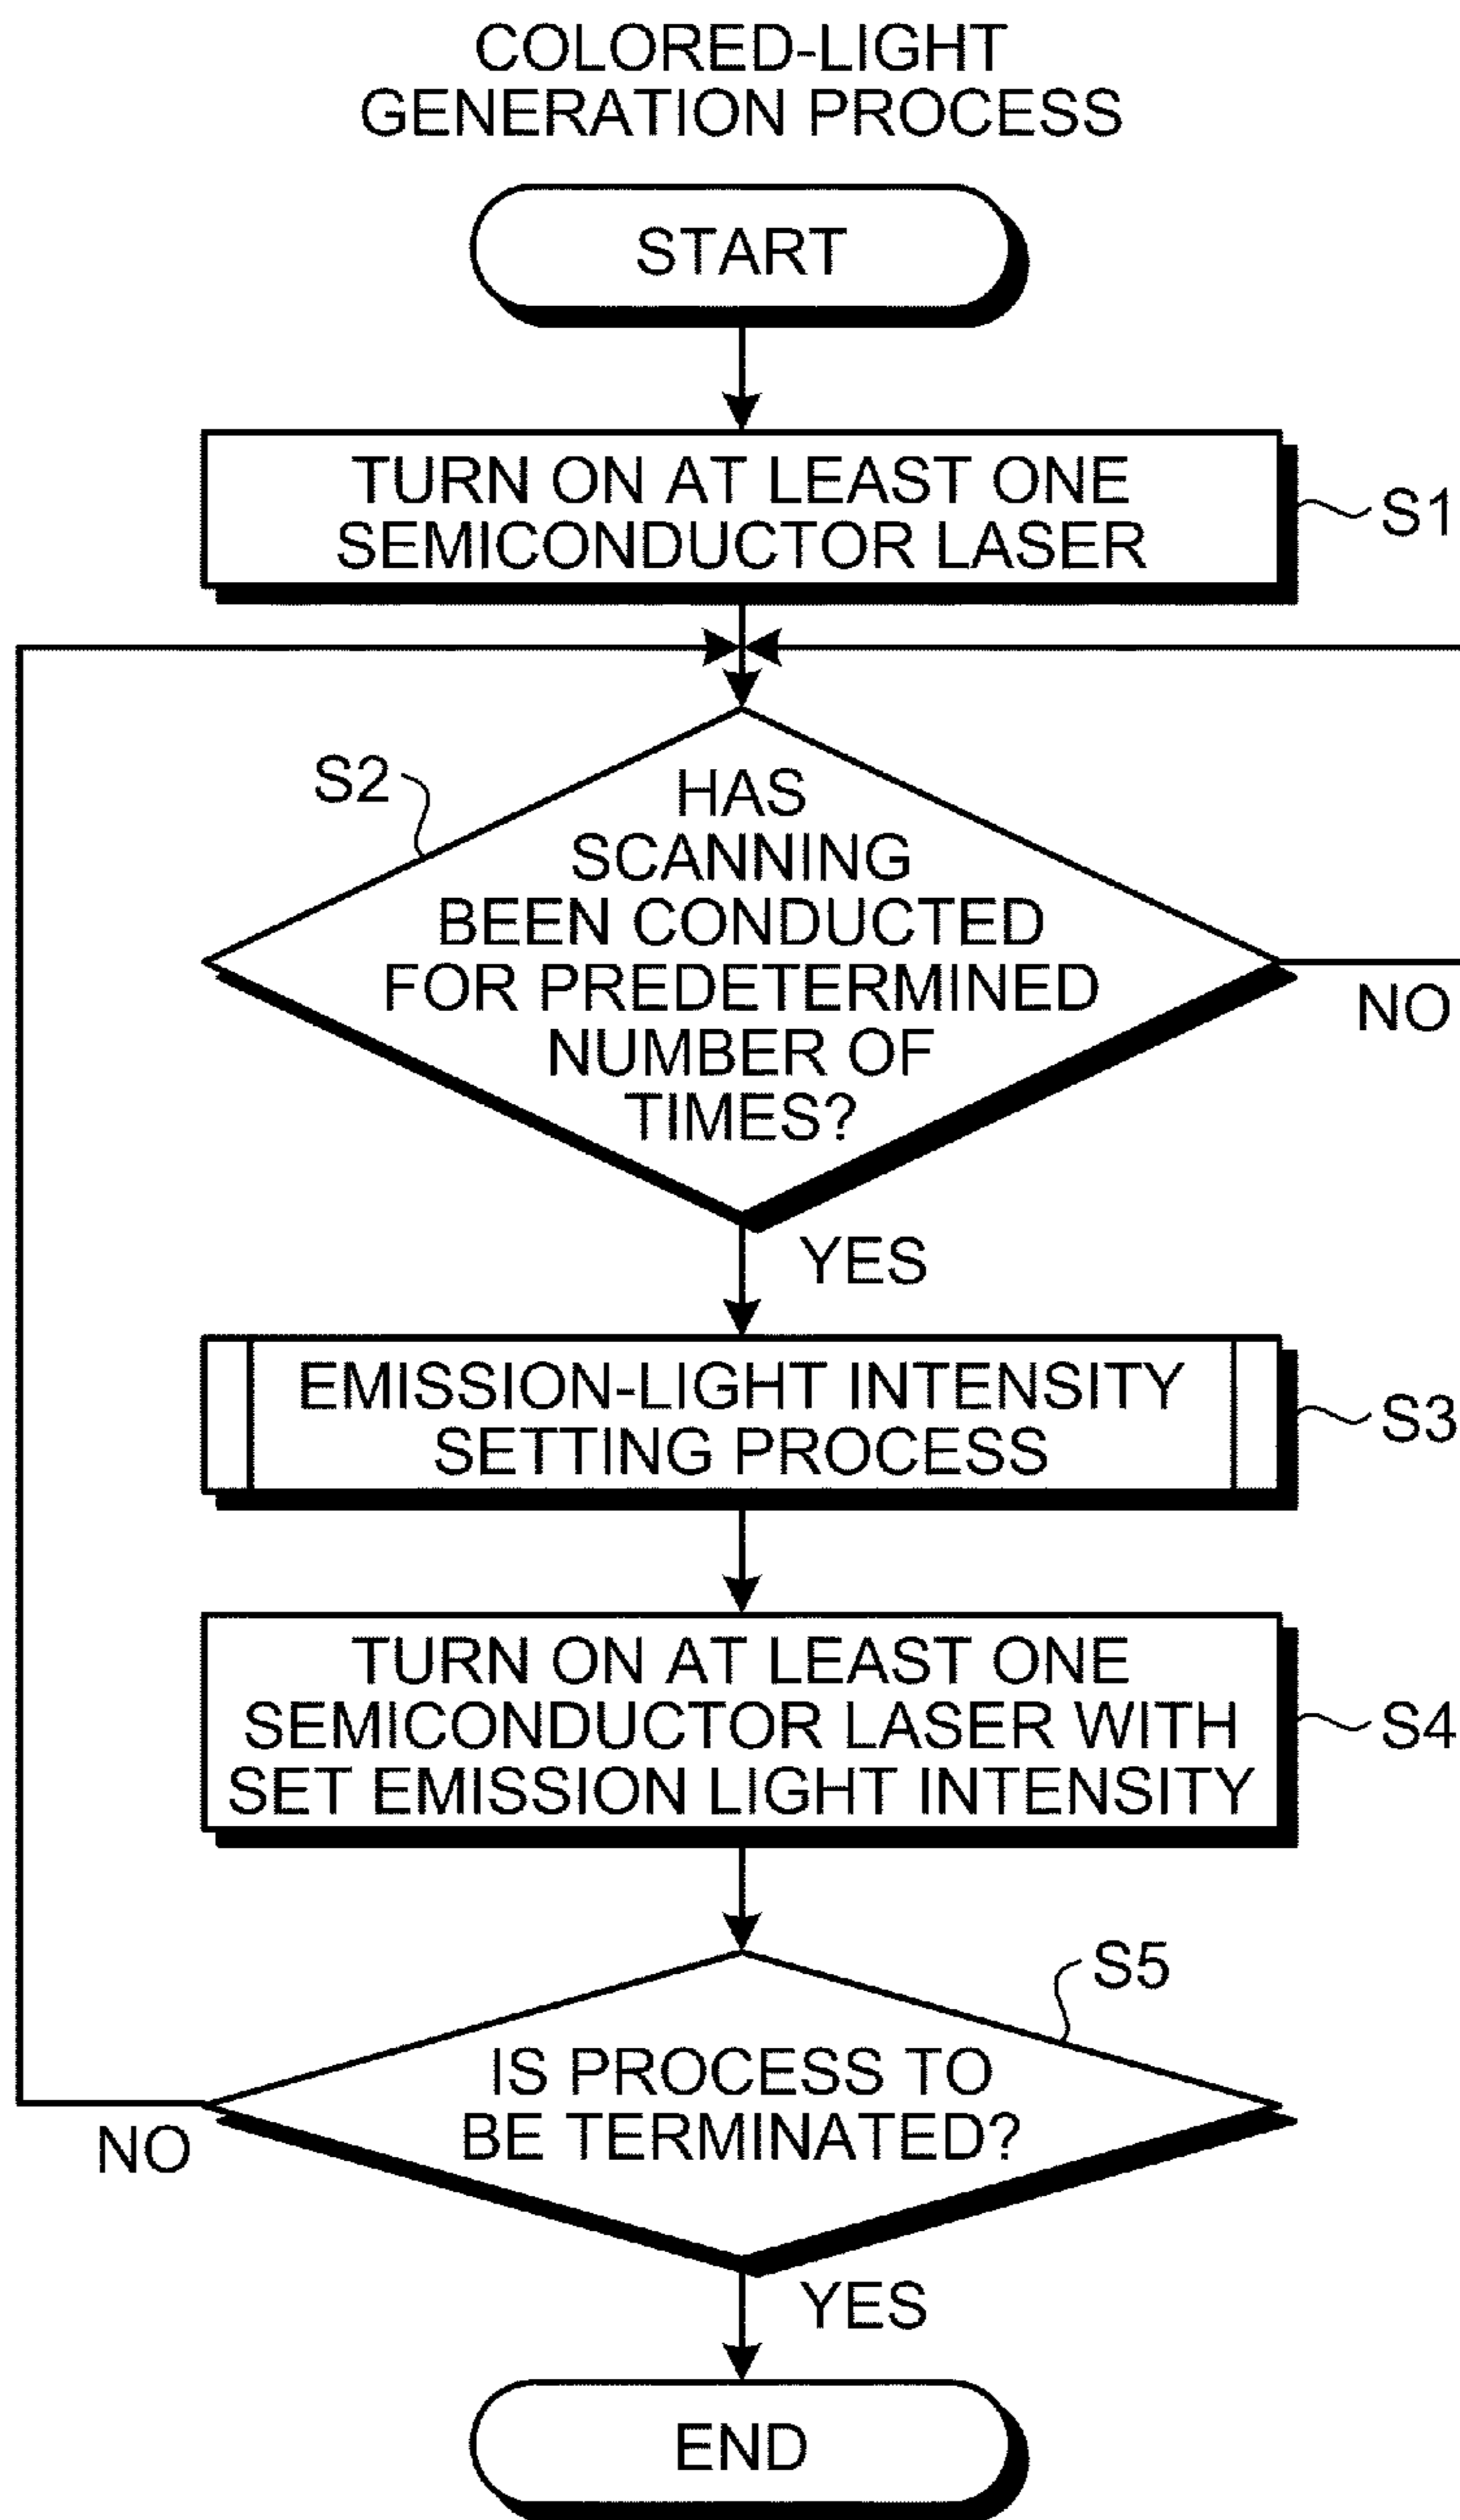 COLORED-LIGHT
GENERATION PROCESS
START
TURN ON AT LEAST ONE
SEMICONDUCTOR LASER
S1
S2
HAS
SCANNING
BEEN CONDUCTED
FOR PREDETERMINED
NUMBER OF
TIMES?
NO
YES
EMISSION-LIGHT INTENSITY
SETTING PROCESS
S3
TURN ON AT LEAST ONE
SEMICONDUCTOR LASER WITH
SET EMISSION LIGHT INTENSITY
S4
S5
IS PROCESS TO
BE TERMINATED?
NO
YES
END